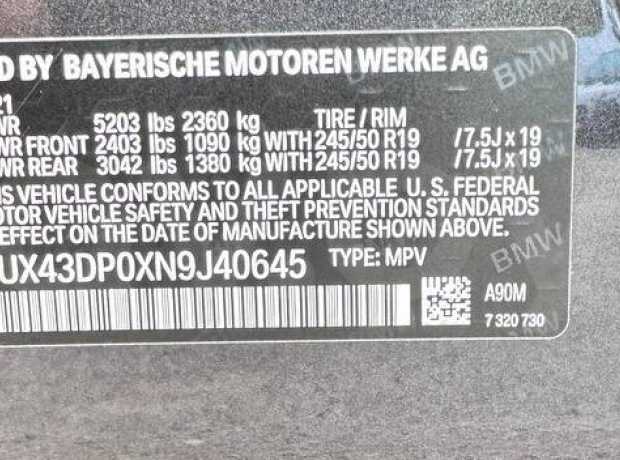 D BY BAYERISCHE MOTOREN WERKE AG
BMW
21
WR 5203 lbs 2360 kg TIRE / RIM
WR FRONT 2403 lbs 1090 kg WITH 245/50 R19 /7.5J x 19
WR REAR 3042 lbs 1380 kg WITH 245/50 R19 /7.5J x 19
IS VEHICLE CONFORMS TO ALL APPLICABLE U. S. FEDERAL
OTOR VEHICLE SAFETY AND THEFT PREVENTION STANDARDS
EFFECT ON THE DATE OF MANUFACTURE SHOWN ABOVE.
BMW
UX43DP0XN9J40645 TYPE: MPV
A90M
7 320 730